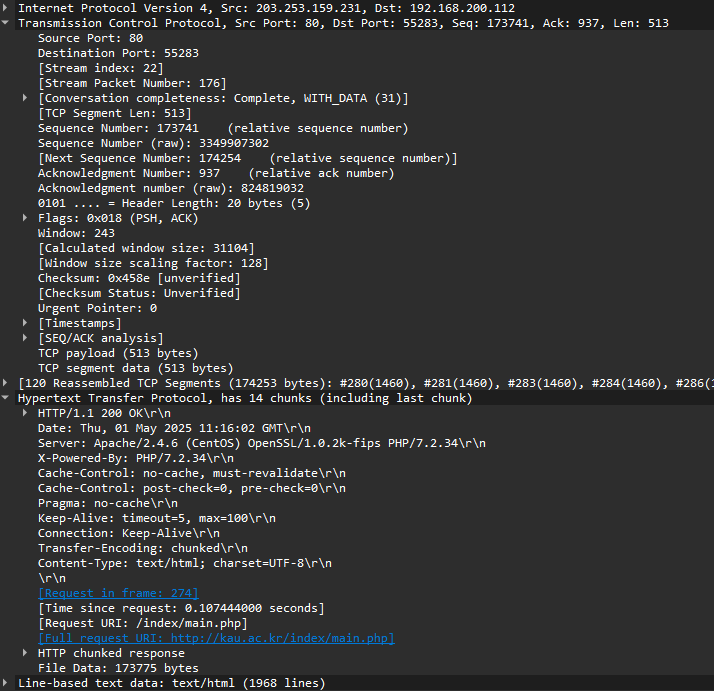 Internet Protocol Version 4, Src: 203.253.159.231, Dst: 192.168.200.112
Transmission Control Protocol, Src Port: 80, Dst Port: 55283, Seq: 173741, Ack: 937, Len: 513
Source Port: 80
Destination Port: 55283
[Stream index: 22]
[Stream Packet Number: 176]
[Conversation completeness: Complete, WITH_DATA (31)]
[TCP Segment Len: 513]
Sequence Number: 173741    (relative sequence number)
Sequence Number (raw): 3349907302
[Next Sequence Number: 174254    (relative sequence number)]
Acknowledgment Number: 937    (relative ack number)
Acknowledgment number (raw): 824819032
0101 .... = Header Length: 20 bytes (5)
Flags: 0x018 (PSH, ACK)
Window: 243
[Calculated window size: 31104]
[Window size scaling factor: 128]
Checksum: 0x458e [unverified]
[Checksum Status: Unverified]
Urgent Pointer: 0
[Timestamps]
[SEQ/ACK analysis]
TCP payload (513 bytes)
TCP segment data (513 bytes)
[120 Reassembled TCP Segments (174253 bytes): #280(1460), #281(1460), #283(1460), #284(1460), #286(1
Hypertext Transfer Protocol, has 14 chunks (including last chunk)
HTTP/1.1 200 OK\r\n
Date: Thu, 01 May 2025 11:16:02 GMT\r\n
Server: Apache/2.4.6 (CentOS) OpenSSL/1.0.2k-fips PHP/7.2.34\r\n
X-Powered-By: PHP/7.2.34\r\n
Cache-Control: no-cache, must-revalidate\r\n
Cache-Control: post-check=0, pre-check=0\r\n
Pragma: no-cache\r\n
Keep-Alive: timeout=5, max=100\r\n
Connection: Keep-Alive\r\n
Transfer-Encoding: chunked\r\n
Content-Type: text/html; charset=UTF-8\r\n
\r\n
[Request in frame: 274]
[Time since request: 0.107444000 seconds]
[Request URI: /index/main.php]
[Full request URI: http://kau.ac.kr/index/main.php]
HTTP chunked response
File Data: 173775 bytes
Line-based text data: text/html (1968 lines)